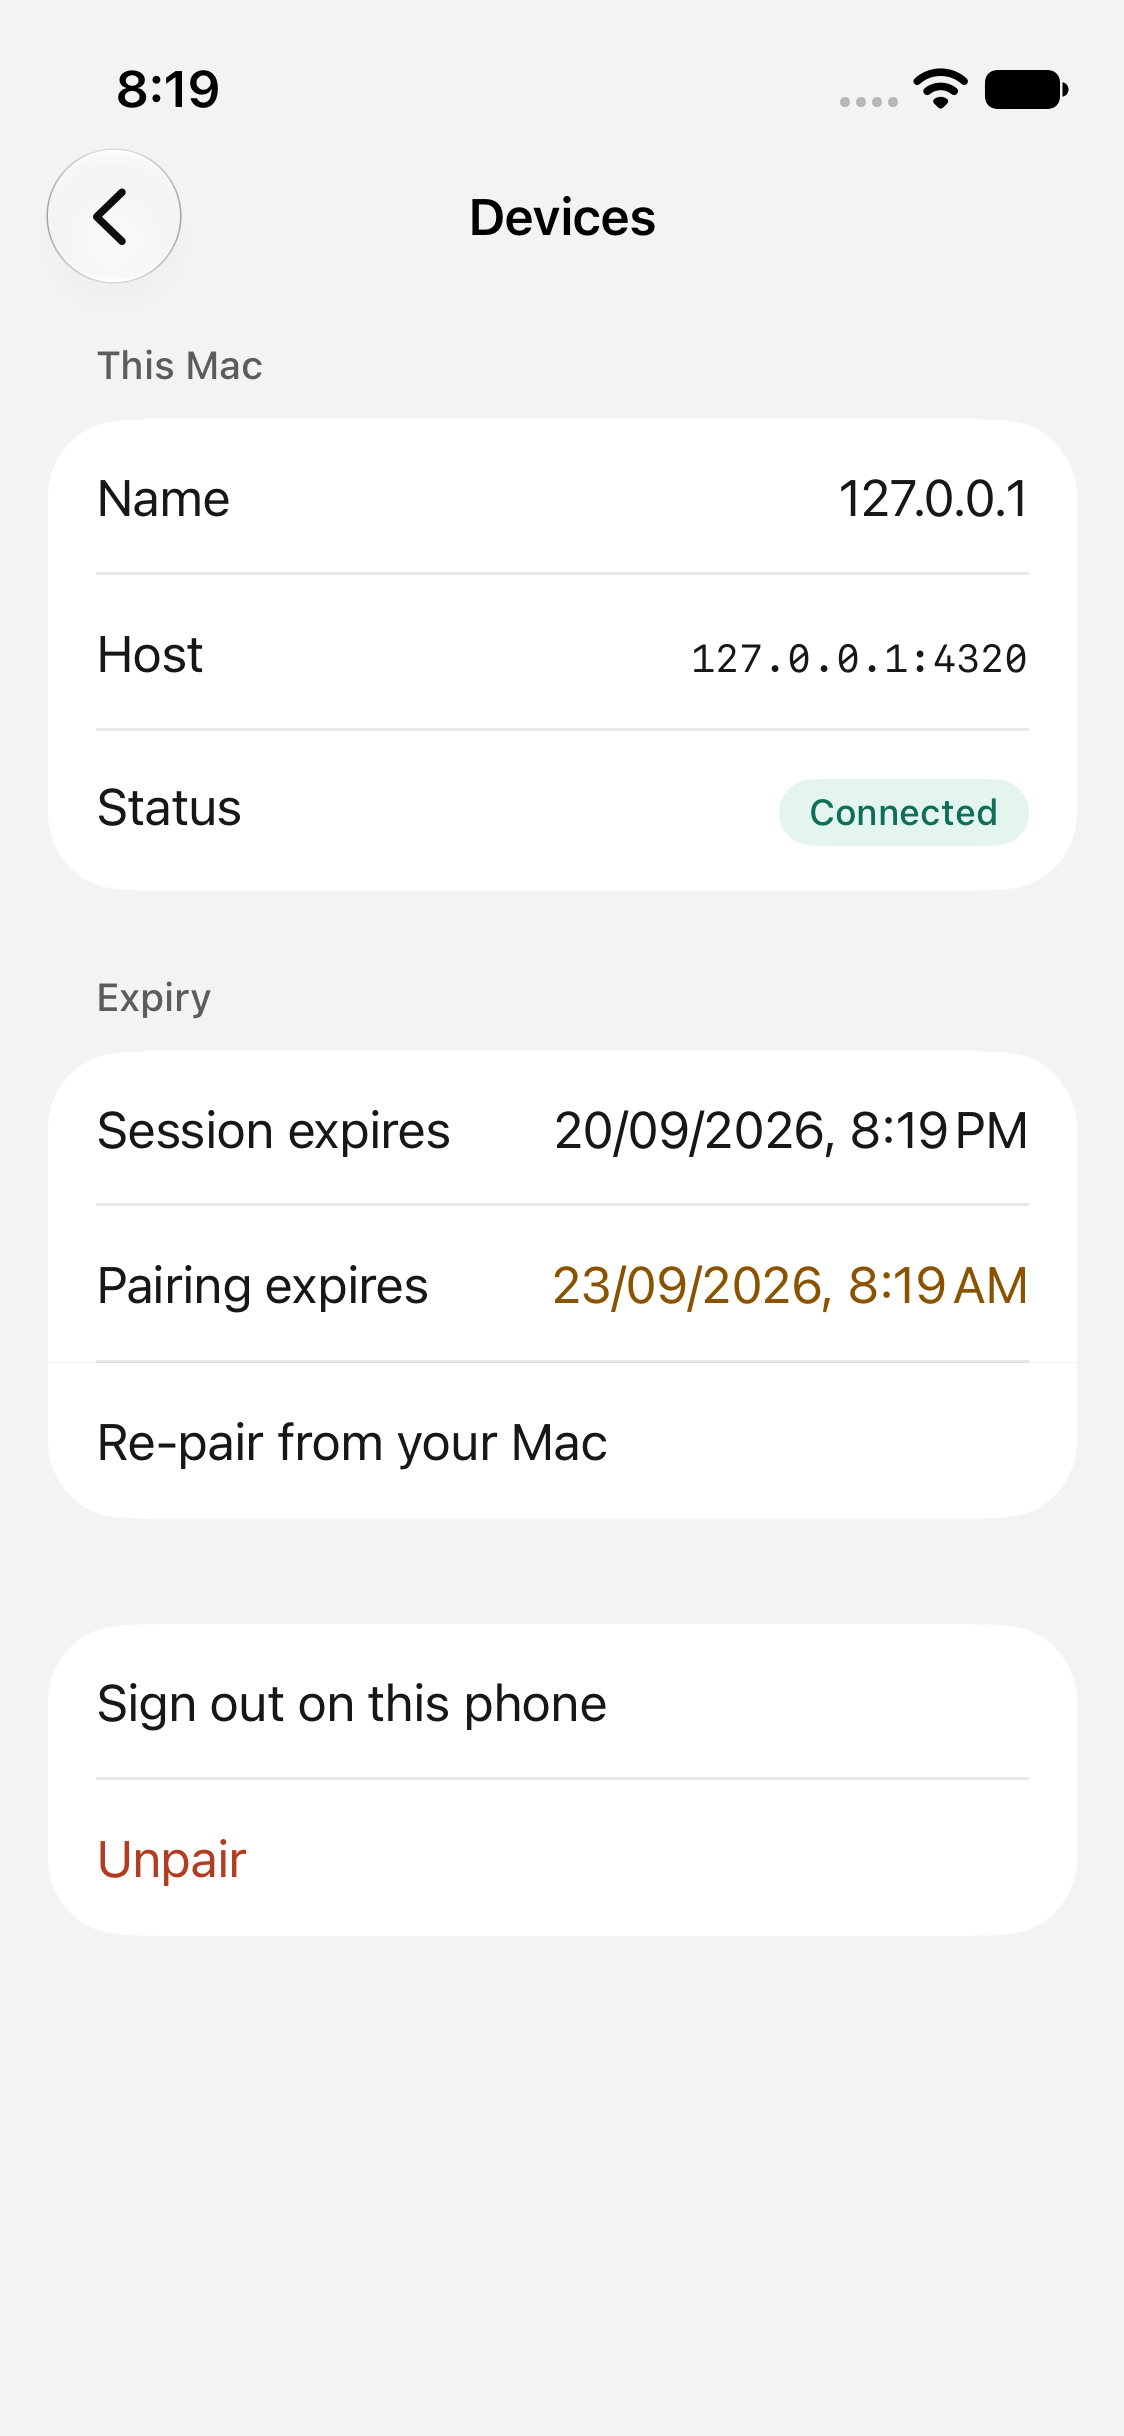 8:19
Devices
This Mac
Name 127.0.0.1
Host 127.0.0.1:4320
Status Connected
Expiry
Session expires 20/09/2026, 8:19 PM
Pairing expires 23/09/2026, 8:19 AM
Re-pair from your Mac
Sign out on this phone
Unpair